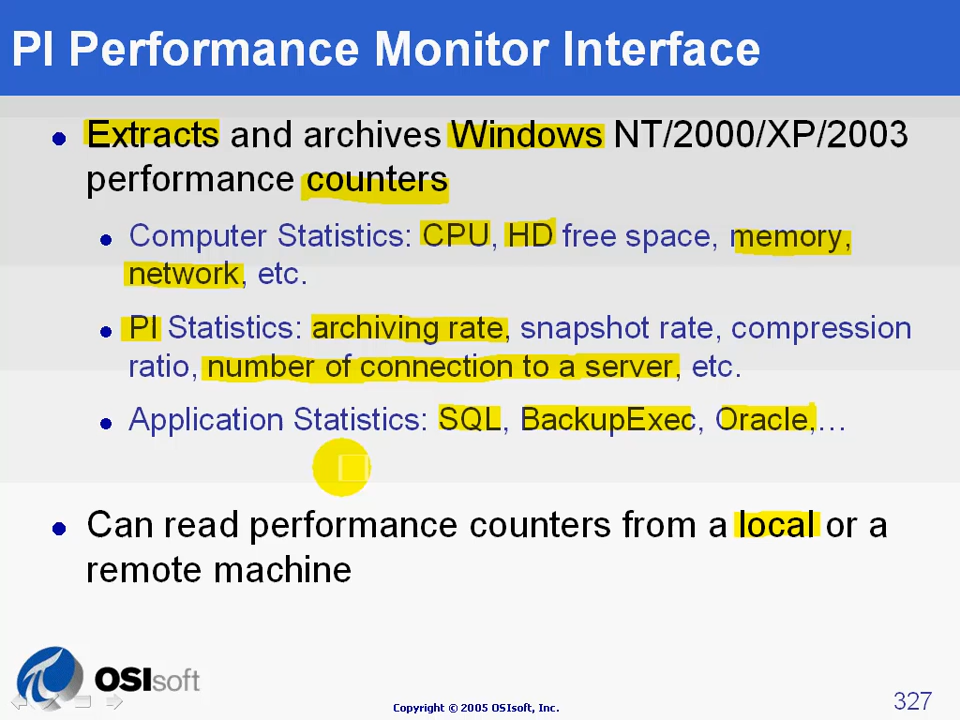 PI Performance Monitor Interface
Extracts and archives Windows NT/2000/XP/2003
performance counters
Computer Statistics: CPU, HD free space, memory,
network, etc.
PI Statistics: archiving rate, snapshot rate, compression
ratio, number of connection to a server, etc.
Application Statistics: SQL, BackupExec, Oracle,...
Can read performance counters from a local or a
remote machine
OSIsoft
Copyright © 2005 OSIsoft, Inc.
327